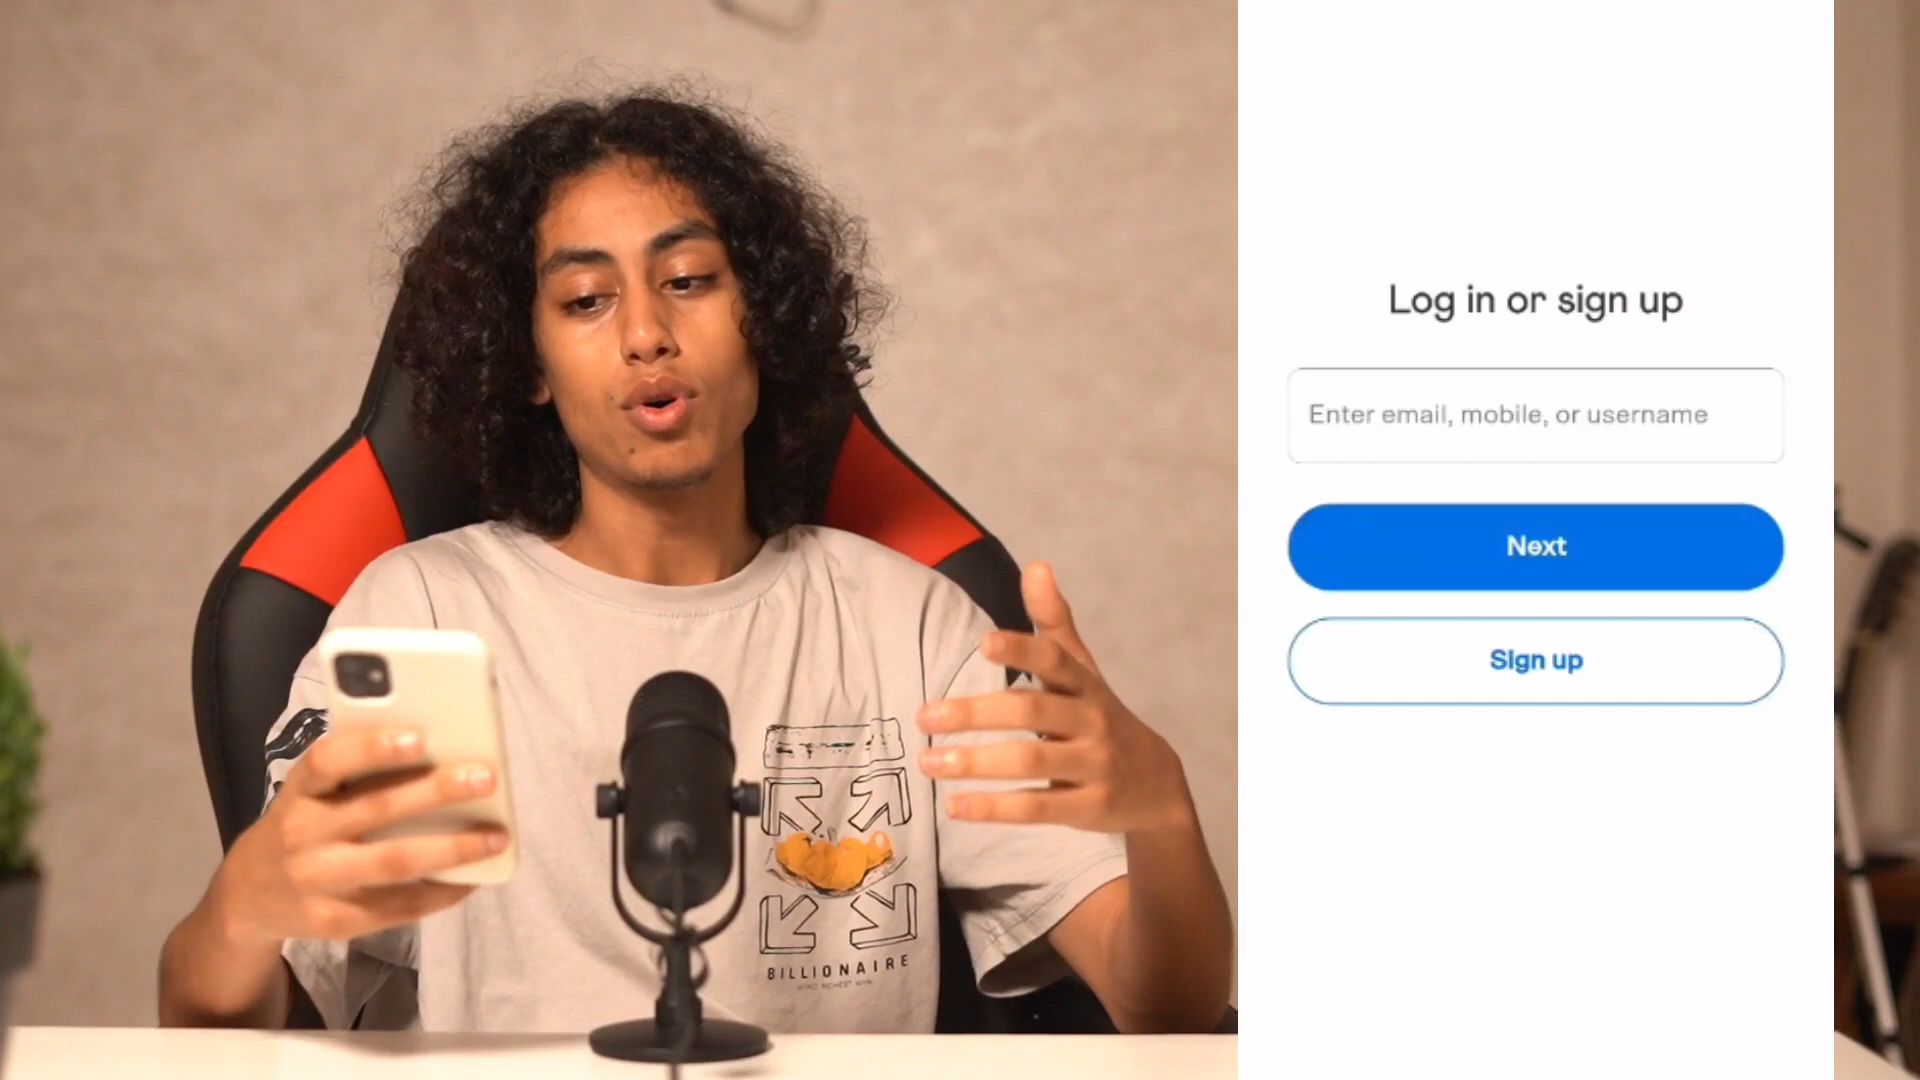 Log in or sign up
Enter email, mobile, or username
Next
Sign up
BILLIONAIRE